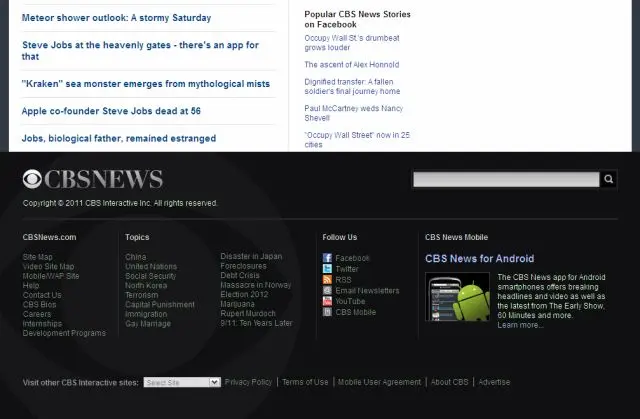 Meteor shower outlook: A stormy Saturday
Steve Jobs at the heavenly gates - there's an app for
that
"Kraken" sea monster emerges from mythological mists
Apple co-founder Steve Jobs dead at 56
Jobs, biological father, remained estranged
Popular CBS News Stories
on Facebook
Occupy Wall St.'s drumbeat
grows louder
The ascent of Alex Honnold
Dignified transfer: A fallen
soldier's final journey home
Paul McCartney weds Nancy
Shevell
"Occupy Wall Street" now in 25
cities
CBSNEWS
Copyright © 2011 CBS Interactive Inc. All rights reserved.
CBSNews.com
Site Map
Video Site Map
Mobile/WAP Site
Help
Contact Us
CBS Bios
Careers
Internships
Development Programs
Topics
China
United Nations
Social Security
North Korea
Terrorism
Capital Punishment
Immigration
Gay Marriage
Disaster in Japan
Foreclosures
Debt Crisis
Massacre in Norway
Election 2012
Marijuana
Rupert Murdoch
9/11: Ten Years Later
Follow Us
Facebook
Twitter
RSS
Email Newsletters
YouTube
CBS Mobile
CBS News Mobile
CBS News for Android
The CBS News app for Android
smartphones offers breaking
headlines and video as well as
the latest from The Early Show,
60 Minutes and more.
Learn more...
Visit other CBS Interactive sites: Select Site Privacy Policy | Terms of Use | Mobile User Agreement | About CBS | Advertise